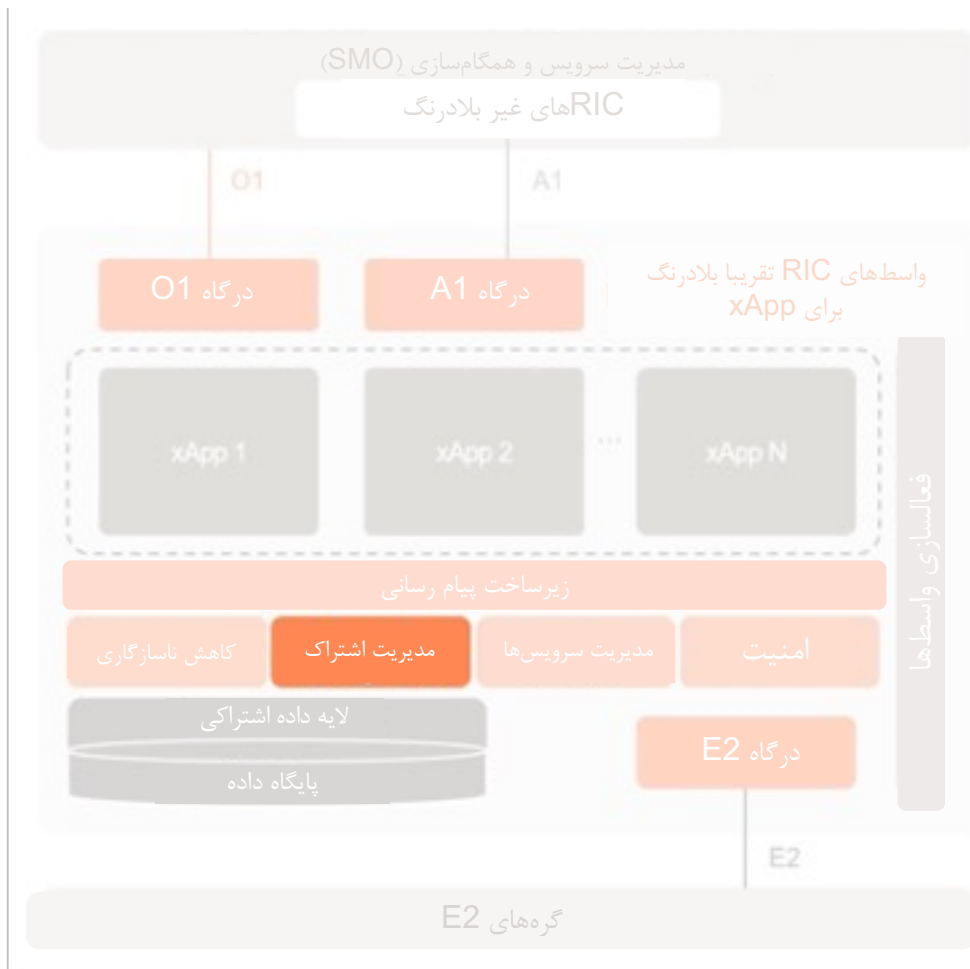 مدیریت سرویس و همگام‌سازی (SMO)
RICهای غیر بلادرنگ
O1
A1
درگاه O1
درگاه A1
واسط‌های RIC تقریبا بلادرنگ
برای xApp
xApp 1
xApp 2
...
xApp N
فعالسازی واسط‌ها
زیرساخت پیام رسانی
کاهش ناسازگاری
مدیریت اشتراک
مدیریت سرویس‌ها
امنیت
لایه داده اشتراکی
پایگاه داده
درگاه E2
E2
گره‌های E2